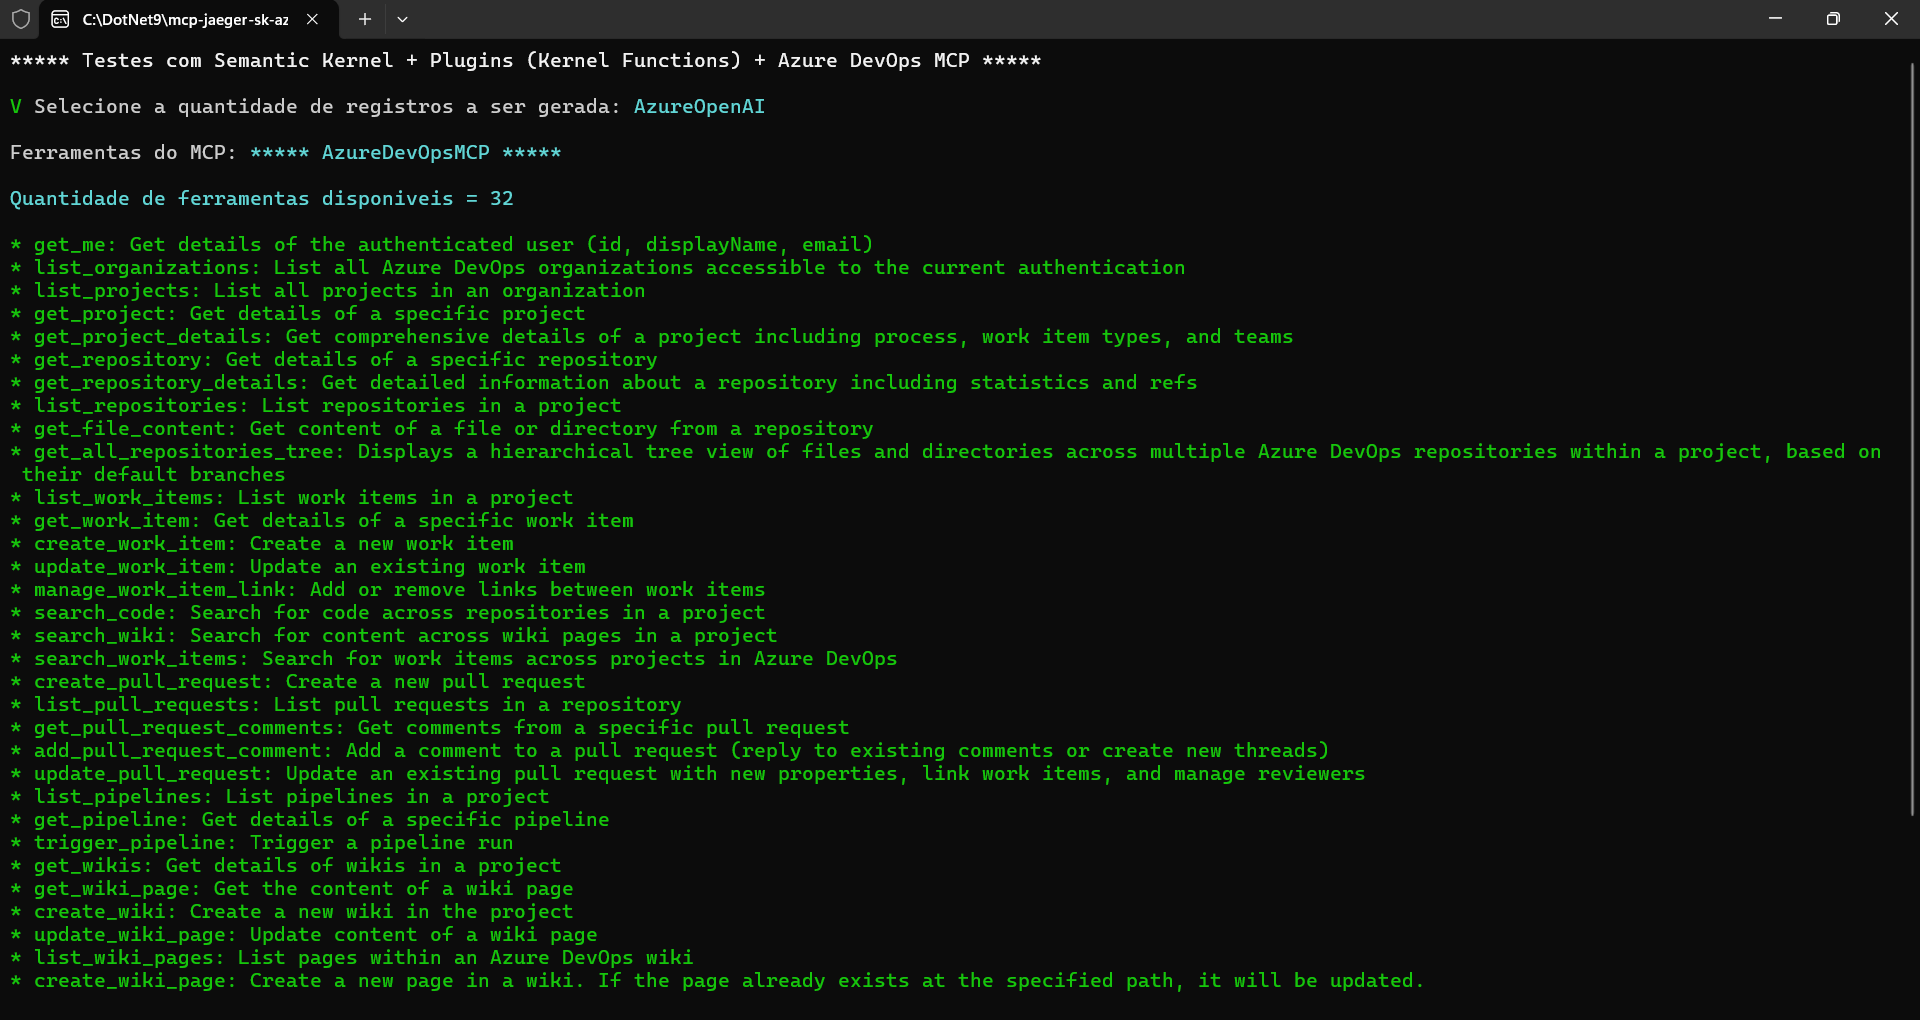 C:\DotNet9\mcp-jaeger-sk-az
***** Testes com Semantic Kernel + Plugins (Kernel Functions) + Azure DevOps MCP *****
V Selecione a quantidade de registros a ser gerada: AzureOpenAI
Ferramentas do MCP: ***** AzureDevOpsMCP *****
Quantidade de ferramentas disponiveis = 32
* get_me: Get details of the authenticated user (id, displayName, email)
* list_organizations: List all Azure DevOps organizations accessible to the current authentication
* list_projects: List all projects in an organization
* get_project: Get details of a specific project
* get_project_details: Get comprehensive details of a project including process, work item types, and teams
* get_repository: Get details of a specific repository
* get_repository_details: Get detailed information about a repository including statistics and refs
* list_repositories: List repositories in a project
* get_file_content: Get content of a file or directory from a repository
* get_all_repositories_tree: Displays a hierarchical tree view of files and directories across multiple Azure DevOps repositories within a project, based on
their default branches
* list_work_items: List work items in a project
* get_work_item: Get details of a specific work item
* create_work_item: Create a new work item
* update_work_item: Update an existing work item
* manage_work_item_link: Add or remove links between work items
* search_code: Search for code across repositories in a project
* search_wiki: Search for content across wiki pages in a project
* search_work_items: Search for work items across projects in Azure DevOps
* create_pull_request: Create a new pull request
* list_pull_requests: List pull requests in a repository
* get_pull_request_comments: Get comments from a specific pull request
* add_pull_request_comment: Add a comment to a pull request (reply to existing comments or create new threads)
* update_pull_request: Update an existing pull request with new properties, link work items, and manage reviewers
* list_pipelines: List pipelines in a project
* get_pipeline: Get details of a specific pipeline
* trigger_pipeline: Trigger a pipeline run
* get_wikis: Get details of wikis in a project
* get_wiki_page: Get the content of a wiki page
* create_wiki: Create a new wiki in the project
* update_wiki_page: Update content of a wiki page
* list_wiki_pages: List pages within an Azure DevOps wiki
* create_wiki_page: Create a new page in a wiki. If the page already exists at the specified path, it will be updated.